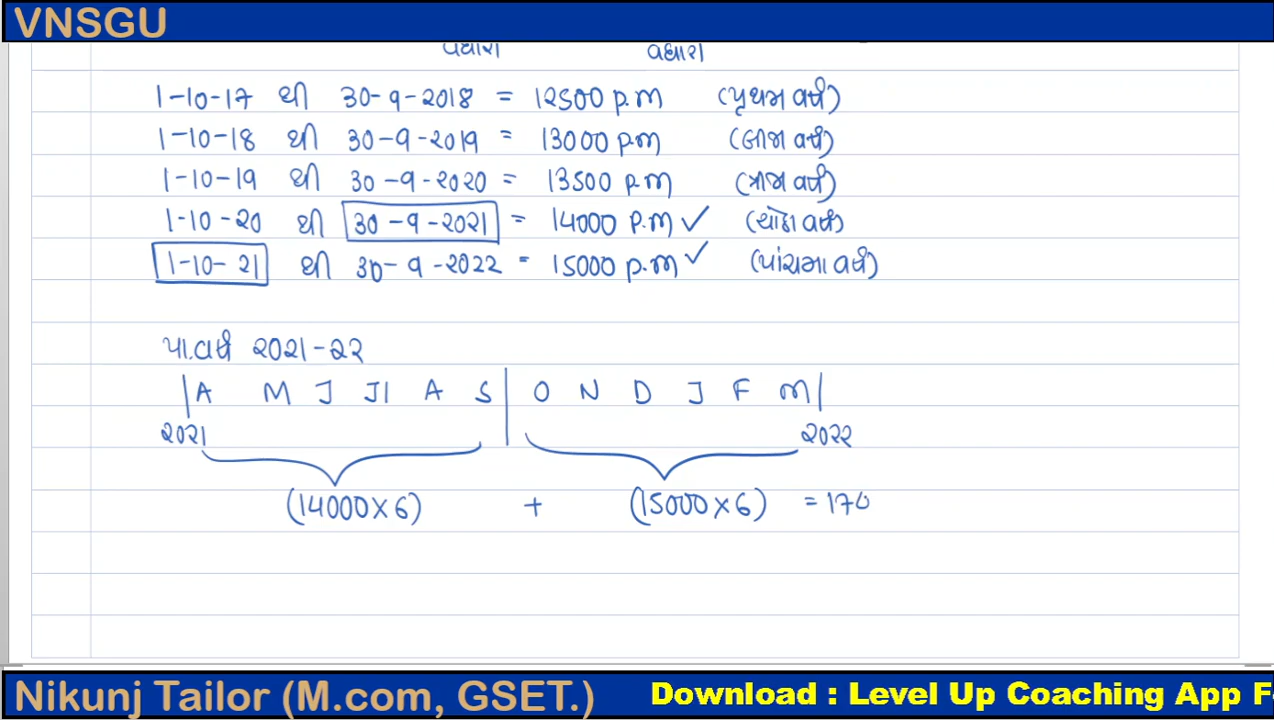 VNSGU
વધારા વધારા
1-10-17 થી 30-9-2018 = 12500 p.m (પ્રથમ વર્ષ)
1-10-18 થી 30-9-2019 = 13000 p.m (બીજા વર્ષ)
1-10-19 થી 30-9-2020 = 13500 p.m (ત્રીજા વર્ષ)
1-10-20 થી 30-9-2021 = 14000 p.m ✓ (ચોથા વર્ષ)
1-10-21 થી 30-9-2022 = 15000 p.m ✓ (પાંચમા વર્ષ)
પા.વર્ષ 2021-22
A M J Jl A S O N D J F M
2021 2022
(14000×6) + (15000×6) = 170
Nikunj Tailor (M.com, GSET.) Download : Level Up Coaching App F